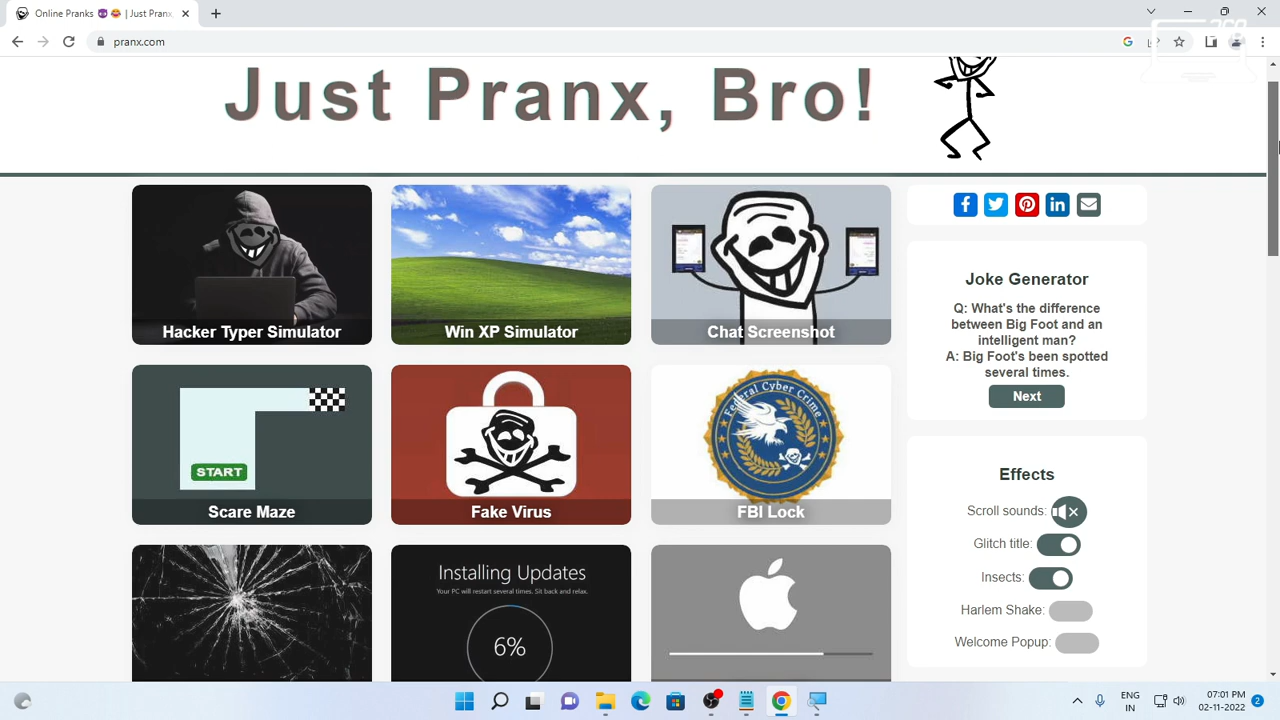 Online Pranks 😈 🤣 | Just Pranx,
pranx.com
Just Pranx, Bro!
Hacker Typer Simulator
Win XP Simulator
Chat Screenshot
START
Scare Maze
Fake Virus
Federal Cyber Crime
FBI Lock
Installing Updates
Your PC will restart several times. Sit back and relax.
6%
Joke Generator
Q: What's the difference
between Big Foot and an
intelligent man?
A: Big Foot's been spotted
several times.
Next
Effects
Scroll sounds:
Glitch title:
Insects:
Harlem Shake:
Welcome Popup:
ENG
IN
07:01 PM
02-11-2022
2